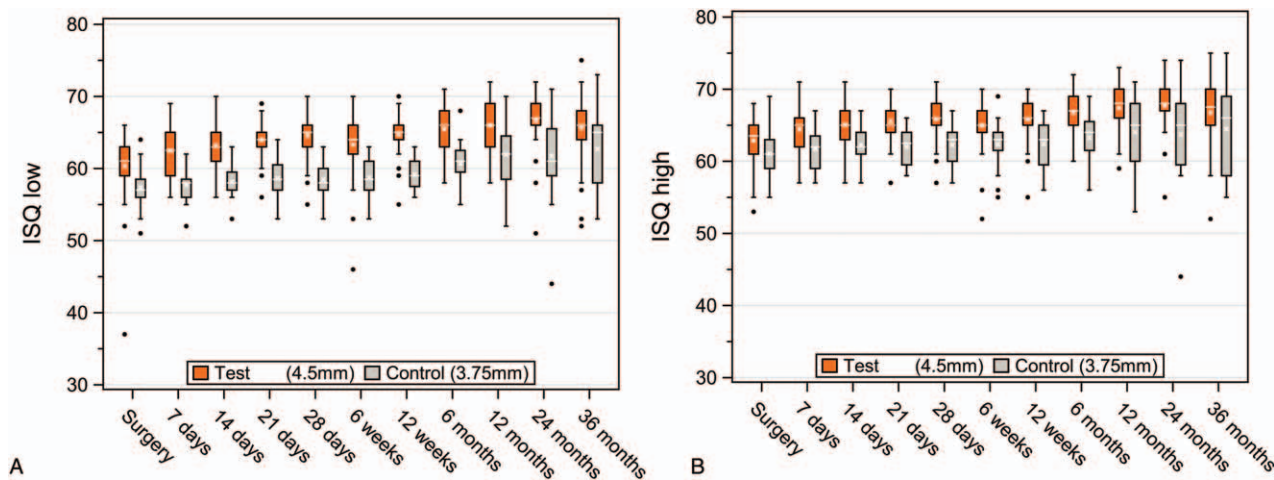 80
70
60
50
40
30
ISQ low
Test (4.5mm) Control (3.75mm)
Surgery
7 days
14 days
21 days
28 days
6 weeks
12 weeks
6 months
12 months
24 months
36 months
A
80
70
60
50
40
30
ISQ high
Test (4.5mm) Control (3.75mm)
Surgery
7 days
14 days
21 days
28 days
6 weeks
12 weeks
6 months
12 months
24 months
36 months
B